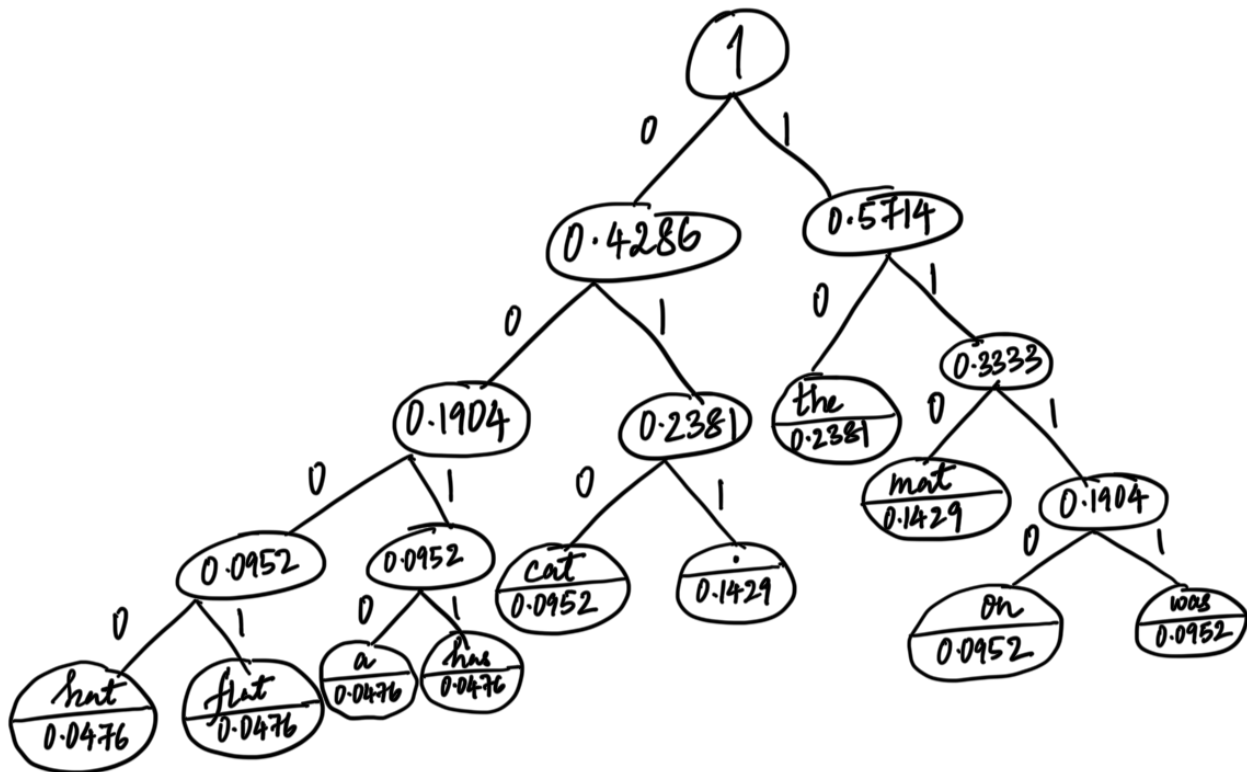 1
0 1
0.4286 0.5714
0 1 0 1
0.1904 0.2381 the 0.2381 0.3333
0 1 0 1 0 1
0.0952 0.0952 cat 0.0952 . 0.1429 mat 0.1429 0.1904
0 1 0 1 0 1
hat 0.0476 flat 0.0476 a 0.0476 has 0.0476 on 0.0952 was 0.0952